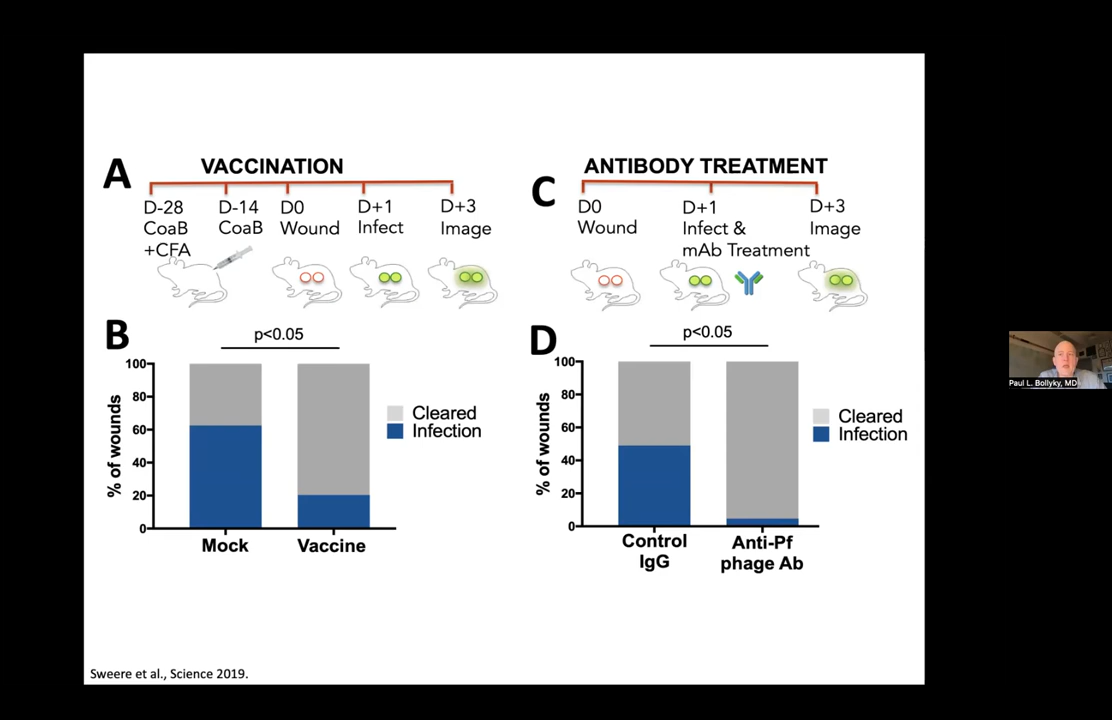 A
VACCINATION
D-28
CoaB
+CFA
D-14
CoaB
D0
Wound
D+1
Infect
D+3
Image
B
p<0.05
100
80
60
40
20
0
% of wounds
Mock
Vaccine
Cleared
Infection
C
ANTIBODY TREATMENT
D0
Wound
D+1
Infect &
mAb Treatment
D+3
Image
D
p<0.05
100
80
60
40
20
0
% of wounds
Control
IgG
Anti-Pf
phage Ab
Cleared
Infection
Sweere et al., Science 2019.
Paul L. Bollyky, MD